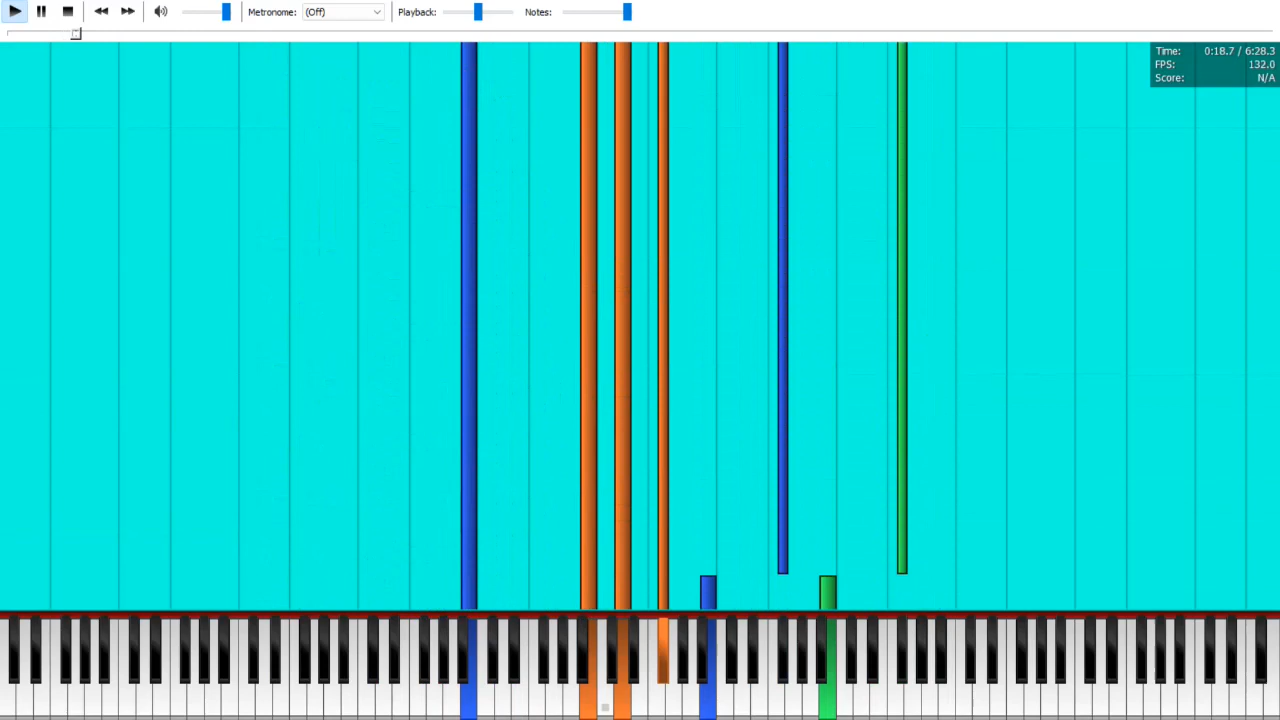 Metronome: (Off) Playback: Notes:
Time: 0:18.7 / 6:28.3
FPS: 132.0
Score: N/A